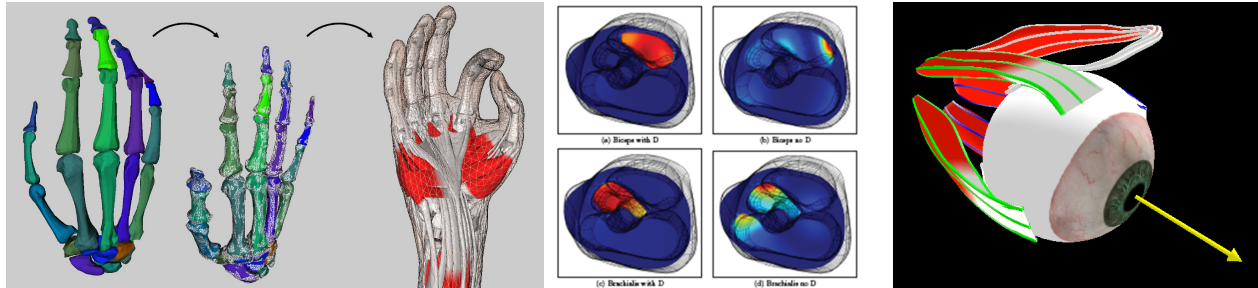 (a) Biceps with D
(b) Biceps no D
(c) Brachialis with D
(d) Brachialis no D